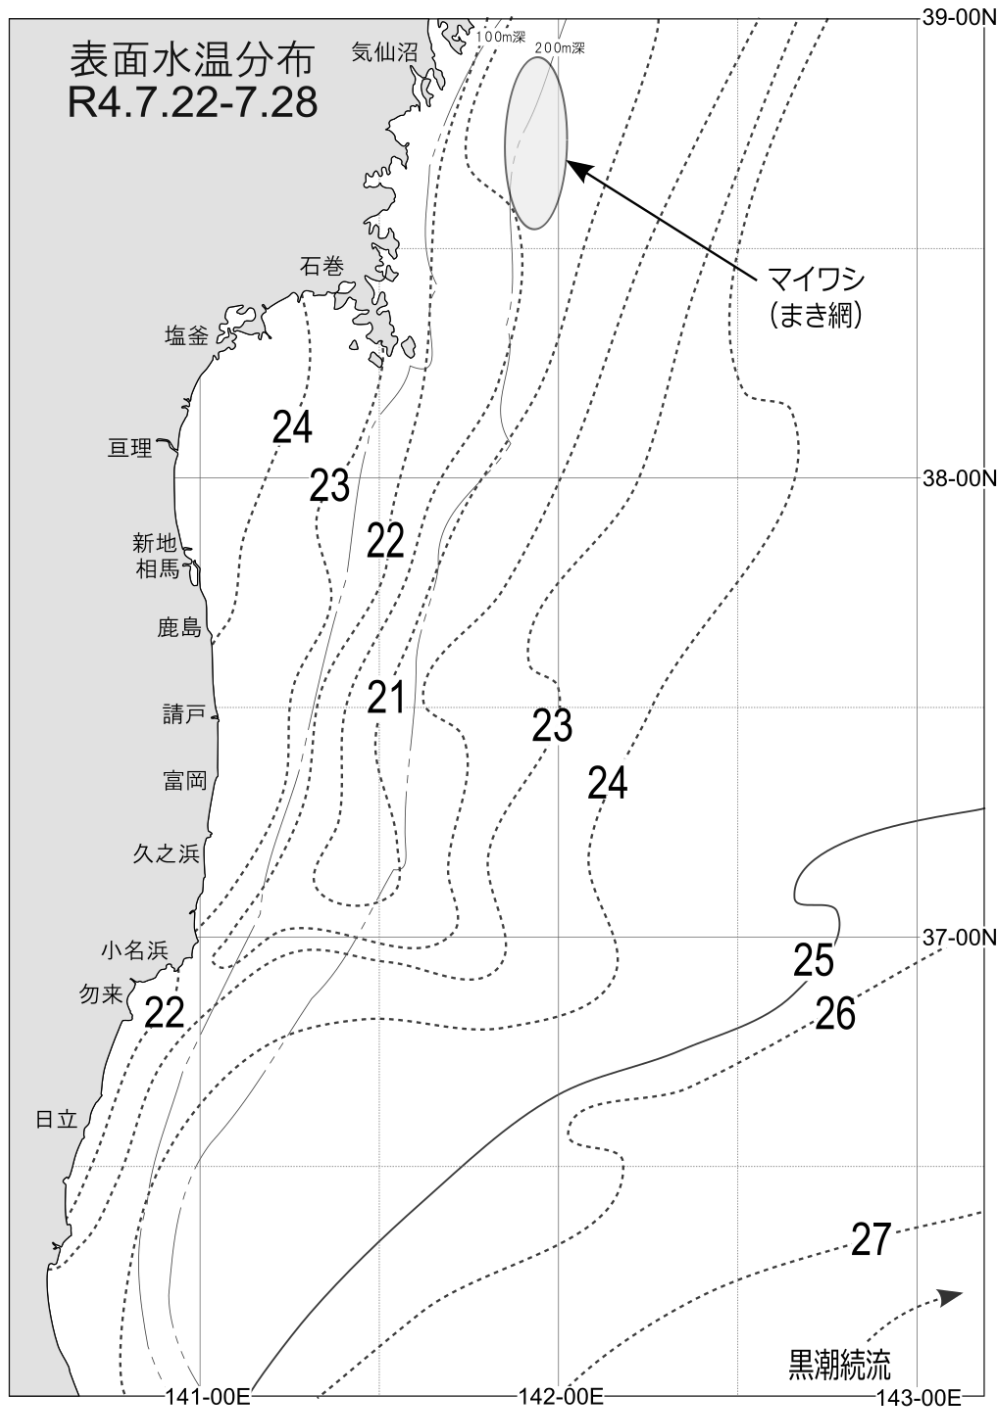 39-00N
表面水温分布
R4.7.22-7.28
気仙沼
100m深
200m深
石巻
マイワシ
(まき網)
塩釜
24
亘理
23
38-00N
22
新地
相馬
鹿島
21
請戸
23
富岡
24
久之浜
37-00N
小名浜
25
勿来
22
26
日立
27
黒潮続流
141-00E
142-00E
143-00E